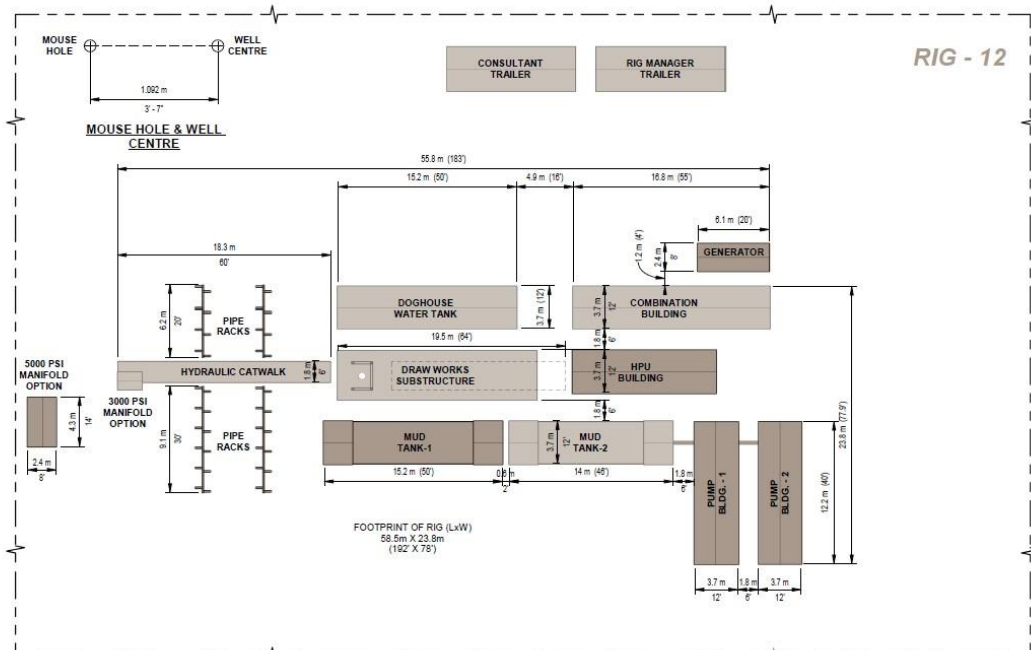 MOUSE
HOLE
WELL
CENTRE
1.092 m
3' - 7"
MOUSE HOLE & WELL
CENTRE
CONSULTANT
TRAILER
RIG MANAGER
TRAILER
RIG - 12
55.8 m (183')
15.2 m (50')
4.9 m (16')
16.8 m (55')
6.1 m (20')
18.3 m
60'
1.2 m (4')
2.4 m
8'
GENERATOR
6.2 m
20'
PIPE
RACKS
DOGHOUSE
WATER TANK
3.7 m (12')
3.7 m
12'
COMBINATION
BUILDING
19.5 m (64')
1.8 m
6'
5000 PSI
MANIFOLD
OPTION
HYDRAULIC CATWALK
1.8 m
6'
DRAW WORKS
SUBSTRUCTURE
3.7 m
12'
HPU
BUILDING
3000 PSI
MANIFOLD
OPTION
4.3 m
14'
2.4 m
8'
9.1 m
30'
PIPE
RACKS
1.8 m
6'
MUD
TANK-1
3.7 m
12'
MUD
TANK-2
15.2 m (50')
0.6 m
2'
14 m (46')
1.8 m
6'
PUMP
BLDG. - 1
PUMP
BLDG. - 2
12.2 m (40')
23.8 m (77.9')
FOOTPRINT OF RIG (LxW)
58.5m X 23.8m
(192' X 78')
3.7 m
12'
1.8 m
6'
3.7 m
12'